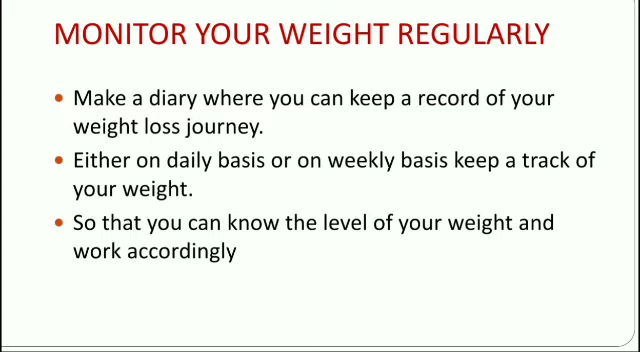 MONITOR YOUR WEIGHT REGULARLY
• Make a diary where you can keep a record of your
weight loss journey.
• Either on daily basis or on weekly basis keep a track of
your weight.
• So that you can know the level of your weight and
work accordingly